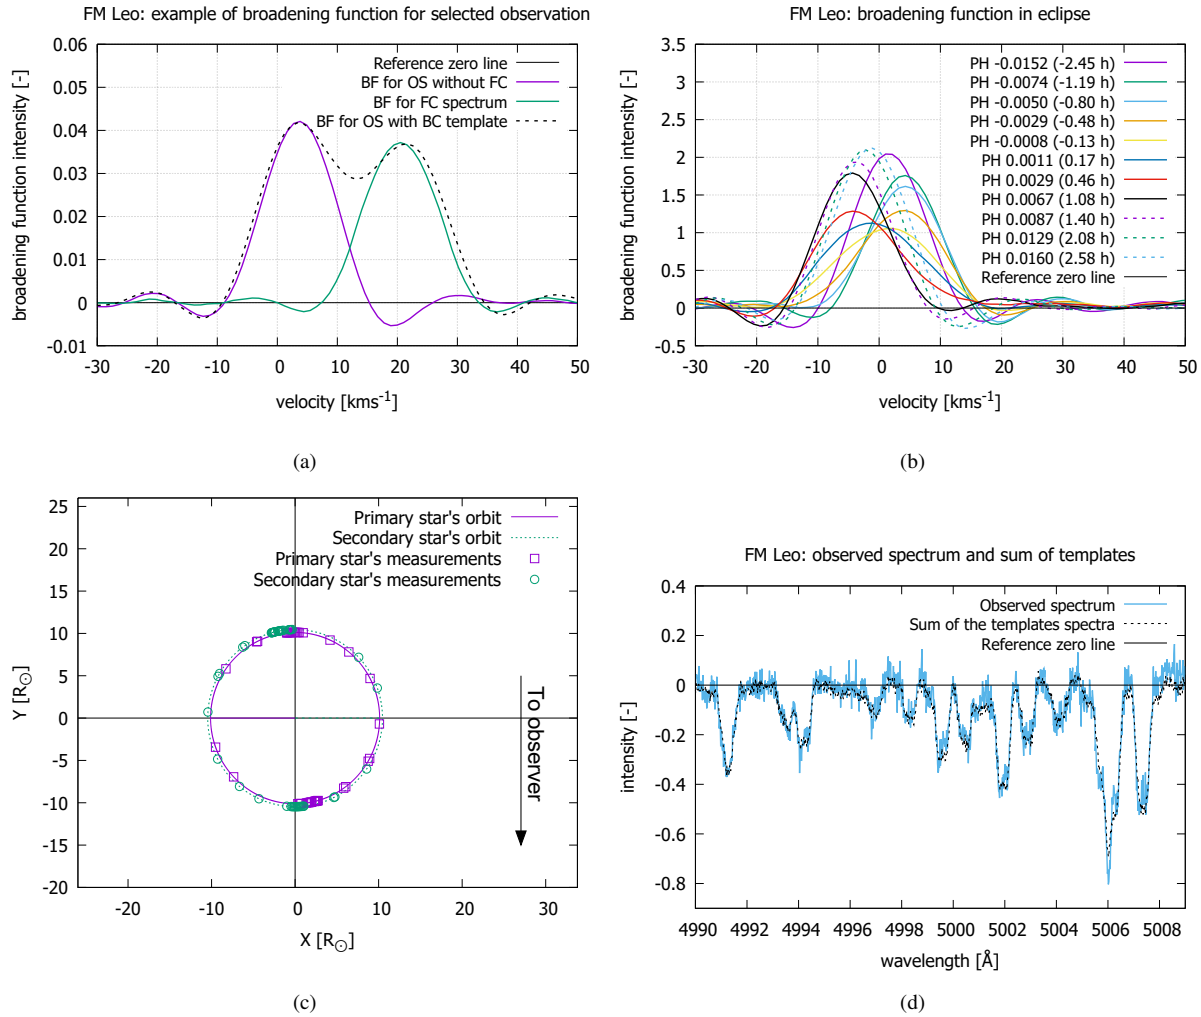 FM Leo: example of broadening function for selected observation
broadening function intensity [-]
0.06
0.05
0.04
0.03
0.02
0.01
0
-0.01
Reference zero line
BF for OS without FC
BF for FC spectrum
BF for OS with BC template
-30 -20 -10 0 10 20 30 40 50
velocity [kms-1]
(a)
FM Leo: broadening function in eclipse
broadening function intensity [-]
3.5
3
2.5
2
1.5
1
0.5
0
-0.5
PH -0.0152 (-2.45 h)
PH -0.0074 (-1.19 h)
PH -0.0050 (-0.80 h)
PH -0.0029 (-0.48 h)
PH -0.0008 (-0.13 h)
PH 0.0011 (0.17 h)
PH 0.0029 (0.46 h)
PH 0.0067 (1.08 h)
PH 0.0087 (1.40 h)
PH 0.0129 (2.08 h)
PH 0.0160 (2.58 h)
Reference zero line
-30 -20 -10 0 10 20 30 40 50
velocity [kms-1]
(b)
Y [R☉]
25
20
15
10
5
0
-5
-10
-15
-20
Primary star's orbit
Secondary star's orbit
Primary star's measurements
Secondary star's measurements
To observer
-20 -10 0 10 20 30
X [R☉]
(c)
FM Leo: observed spectrum and sum of templates
intensity [-]
0.4
0.2
0
-0.2
-0.4
-0.6
-0.8
Observed spectrum
Sum of the templates spectra
Reference zero line
4990 4992 4994 4996 4998 5000 5002 5004 5006 5008
wavelength [Å]
(d)